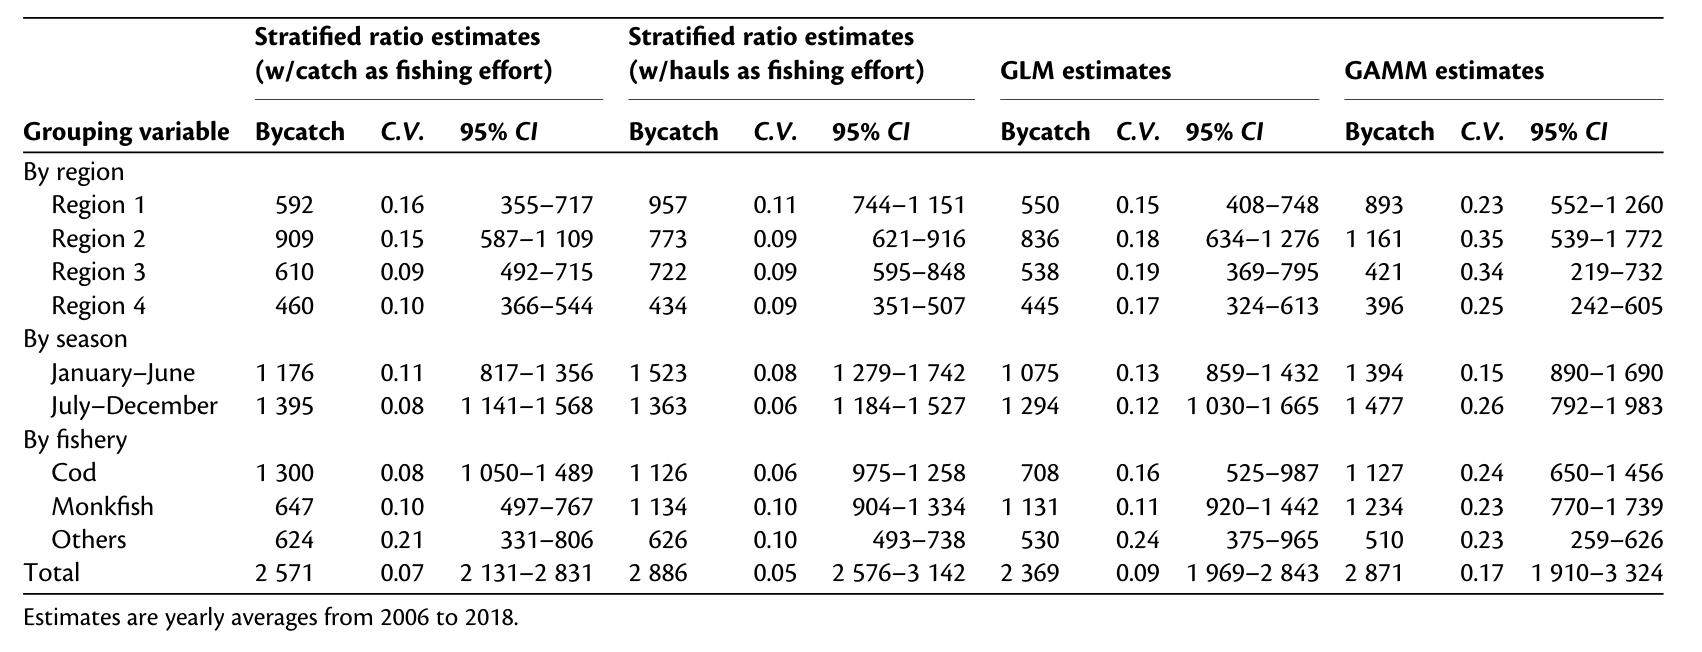 Stratified ratio estimates Stratified ratio estimates
(w/catch as fishing effort) (w/hauls as fishing effort) GLM estimates GAMM estimates
Grouping variable Bycatch C.V. 95% CI Bycatch C.V. 95% CI Bycatch C.V. 95% CI Bycatch C.V. 95% CI
By region
Region 1 592 0.16 355–717 957 0.11 744–1 151 550 0.15 408–748 893 0.23 552–1 260
Region 2 909 0.15 587–1 109 773 0.09 621–916 836 0.18 634–1 276 1 161 0.35 539–1 772
Region 3 610 0.09 492–715 722 0.09 595–848 538 0.19 369–795 421 0.34 219–732
Region 4 460 0.10 366–544 434 0.09 351–507 445 0.17 324–613 396 0.25 242–605
By season
January–June 1 176 0.11 817–1 356 1 523 0.08 1 279–1 742 1 075 0.13 859–1 432 1 394 0.15 890–1 690
July–December 1 395 0.08 1 141–1 568 1 363 0.06 1 184–1 527 1 294 0.12 1 030–1 665 1 477 0.26 792–1 983
By fishery
Cod 1 300 0.08 1 050–1 489 1 126 0.06 975–1 258 708 0.16 525–987 1 127 0.24 650–1 456
Monkfish 647 0.10 497–767 1 134 0.10 904–1 334 1 131 0.11 920–1 442 1 234 0.23 770–1 739
Others 624 0.21 331–806 626 0.10 493–738 530 0.24 375–965 510 0.23 259–626
Total 2 571 0.07 2 131–2 831 2 886 0.05 2 576–3 142 2 369 0.09 1 969–2 843 2 871 0.17 1 910–3 324
Estimates are yearly averages from 2006 to 2018.